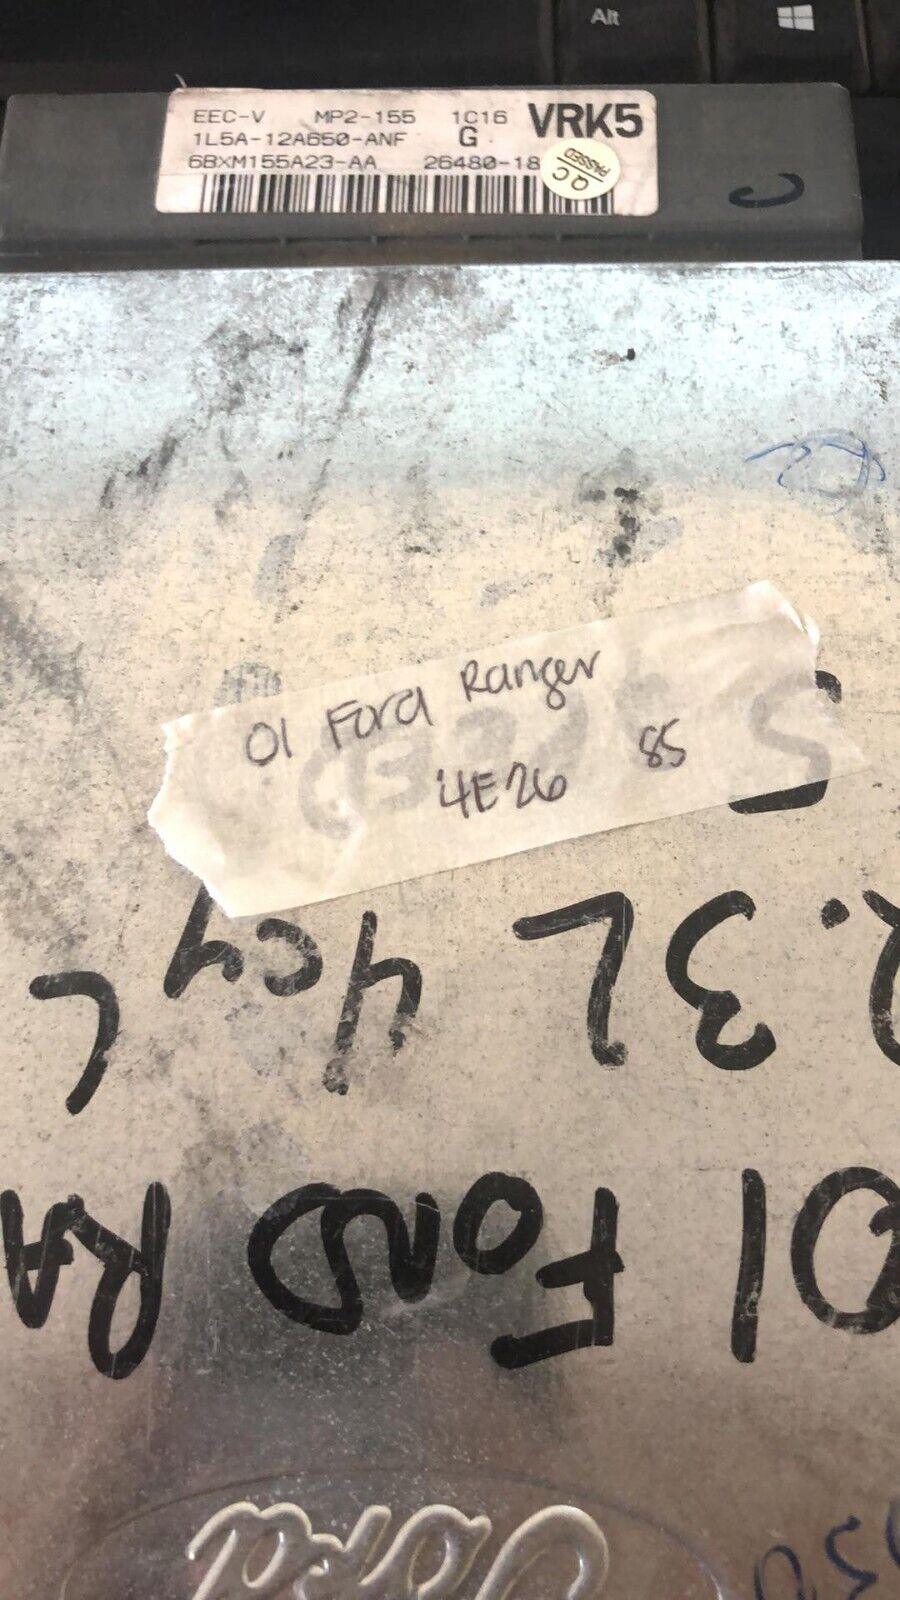 Alt
EEC-V MP2-155 1C16 VRK5
1L5A-12A650-ANF G
6BXM155A23-AA 26480-18
QC
PASSED
01 Ford Ranger
4E26 85
2.3L 4cyL
01 FORD RA
Ford